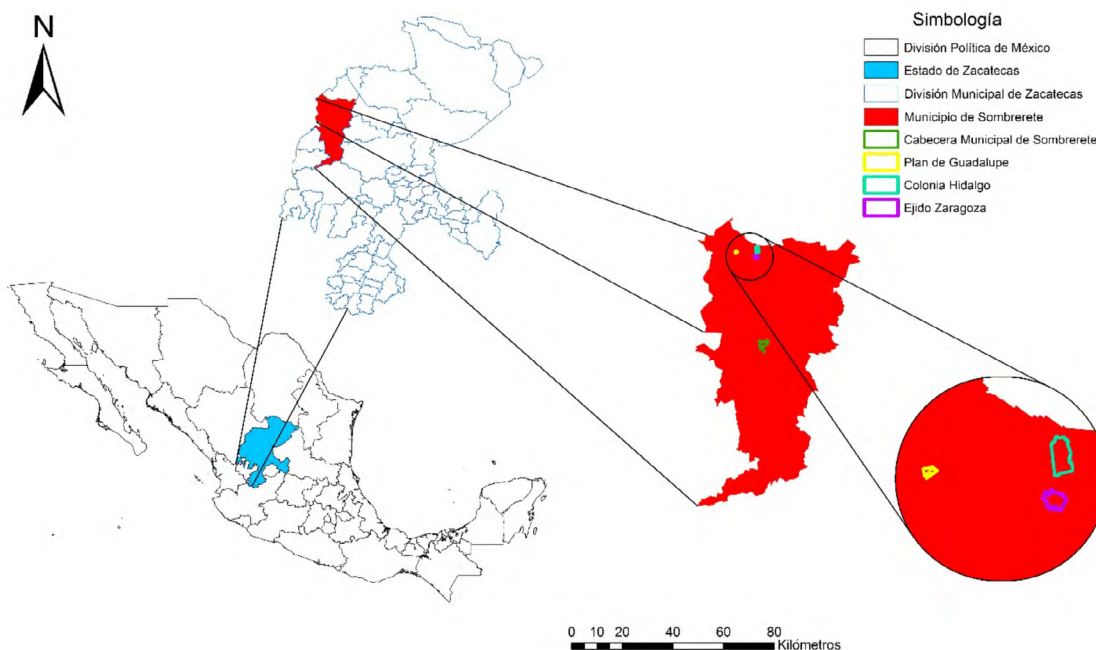 N
Simbología
División Política de México
Estado de Zacatecas
División Municipal de Zacatecas
Municipio de Sombrerete
Cabecera Municipal de Sombrerete
Plan de Guadalupe
Colonia Hidalgo
Ejido Zaragoza
0 10 20 40 60 80
Kilómetros